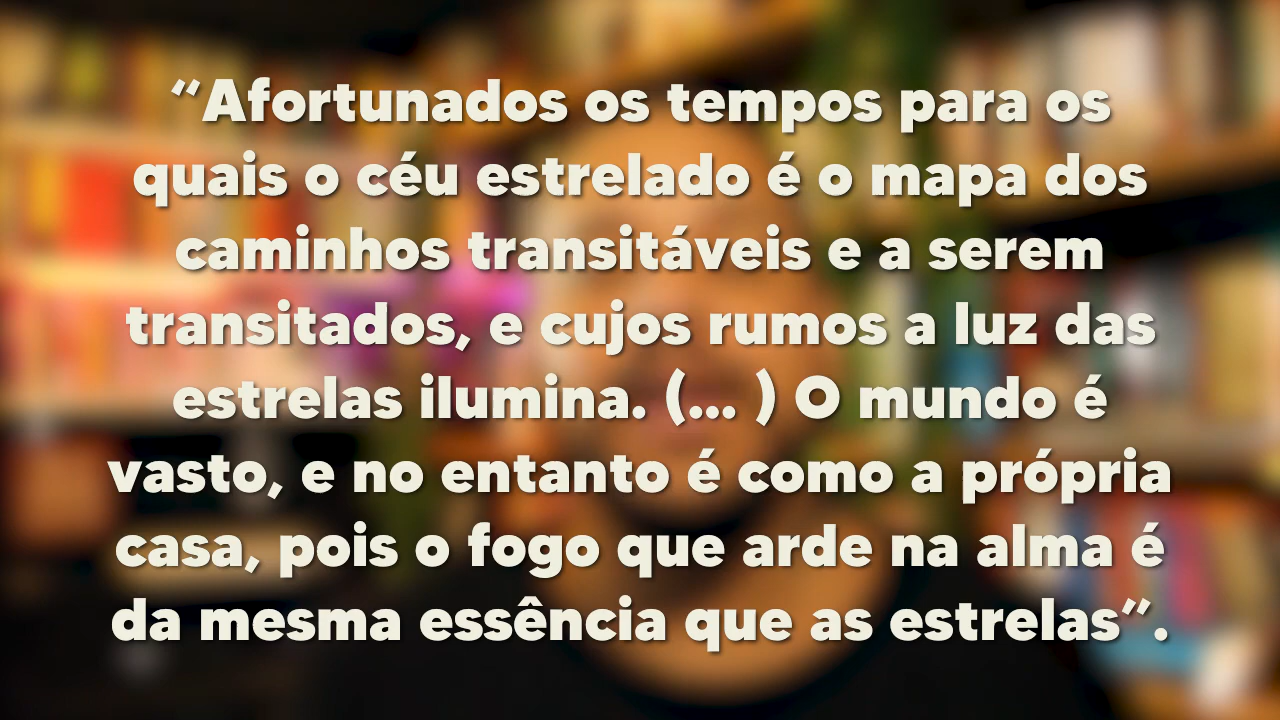 “Afortunados os tempos para os
quais o céu estrelado é o mapa dos
caminhos transitáveis e a serem
transitados, e cujos rumos a luz das
estrelas ilumina. (... ) O mundo é
vasto, e no entanto é como a própria
casa, pois o fogo que arde na alma é
da mesma essência que as estrelas”.